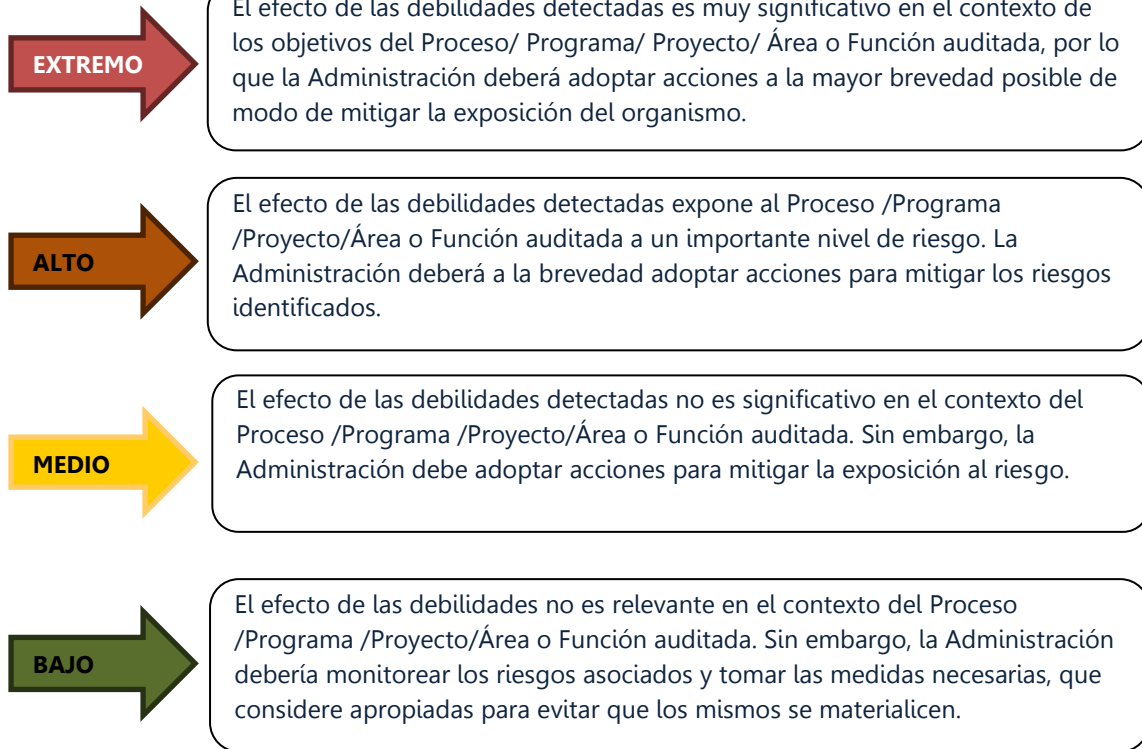 El efecto de las debilidades detectadas es muy significativo en el contexto de
los objetivos del Proceso/ Programa/ Proyecto/ Área o Función auditada, por lo
EXTREMO
que la Administración deberá adoptar acciones a la mayor brevedad posible de
modo de mitigar la exposición del organismo.
El efecto de las debilidades detectadas expone al Proceso /Programa
/Proyecto/Área o Función auditada a un importante nivel de riesgo. La
ALTO
Administración deberá a la brevedad adoptar acciones para mitigar los riesgos
identificados.
El efecto de las debilidades detectadas no es significativo en el contexto del
Proceso /Programa /Proyecto/Área o Función auditada. Sin embargo, la
MEDIO
Administración debe adoptar acciones para mitigar la exposición al riesgo.
El efecto de las debilidades no es relevante en el contexto del Proceso
/Programa /Proyecto/Área o Función auditada. Sin embargo, la Administración
BAJO
debería monitorear los riesgos asociados y tomar las medidas necesarias, que
considere apropiadas para evitar que los mismos se materialicen.